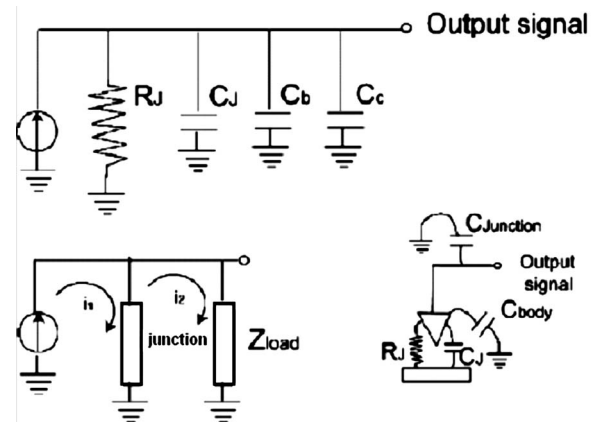 Output signal
RJ CJ Cb Cc
i1 junction i2 Zload
CJunction
Output
signal
Cbody
RJ CJ